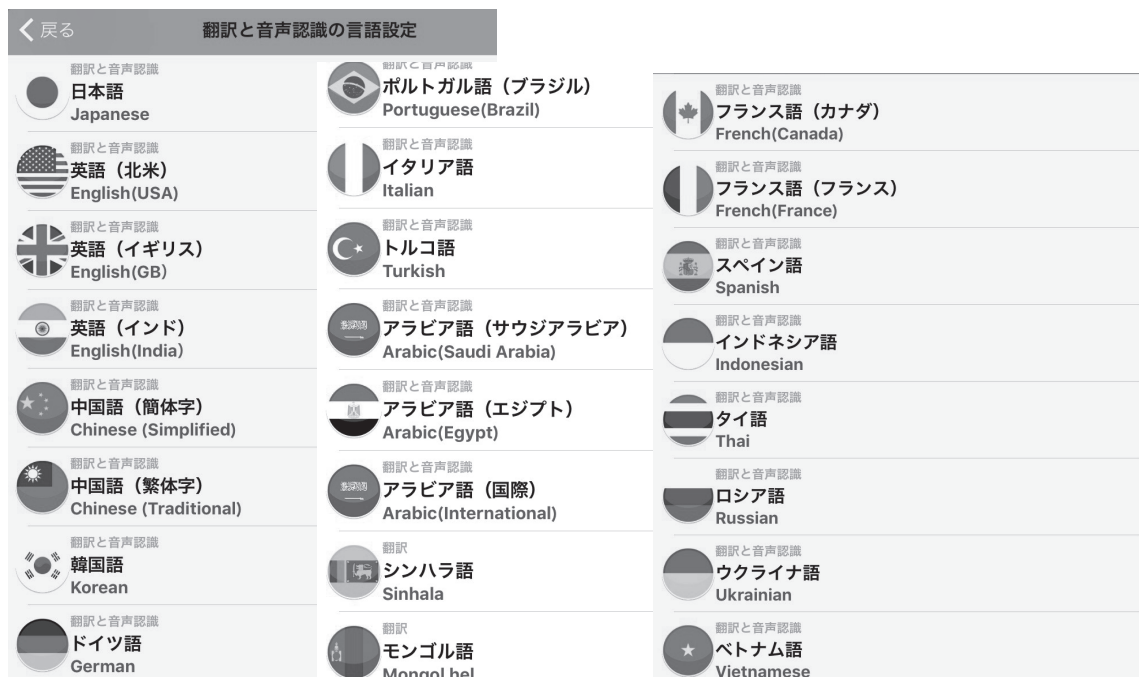 戻る
翻訳と音声認識の言語設定
翻訳と音声認識
日本語
Japanese
翻訳と音声認識
英語（北米）
English(USA)
翻訳と音声認識
英語（イギリス）
English(GB)
翻訳と音声認識
英語（インド）
English(India)
翻訳と音声認識
中国語（簡体字）
Chinese (Simplified)
翻訳と音声認識
中国語（繁体字）
Chinese (Traditional)
翻訳と音声認識
韓国語
Korean
翻訳と音声認識
ドイツ語
German
翻訳と音声認識
ポルトガル語（ブラジル）
Portuguese(Brazil)
翻訳と音声認識
イタリア語
Italian
翻訳と音声認識
トルコ語
Turkish
翻訳と音声認識
アラビア語（サウジアラビア）
Arabic(Saudi Arabia)
翻訳と音声認識
アラビア語（エジプト）
Arabic(Egypt)
翻訳と音声認識
アラビア語（国際）
Arabic(International)
翻訳
シンハラ語
Sinhala
翻訳
モンゴル語
Mongol hel
翻訳と音声認識
フランス語（カナダ）
French(Canada)
翻訳と音声認識
フランス語（フランス）
French(France)
翻訳と音声認識
スペイン語
Spanish
翻訳と音声認識
インドネシア語
Indonesian
翻訳と音声認識
タイ語
Thai
翻訳と音声認識
ロシア語
Russian
翻訳と音声認識
ウクライナ語
Ukrainian
翻訳と音声認識
ベトナム語
Vietnamese